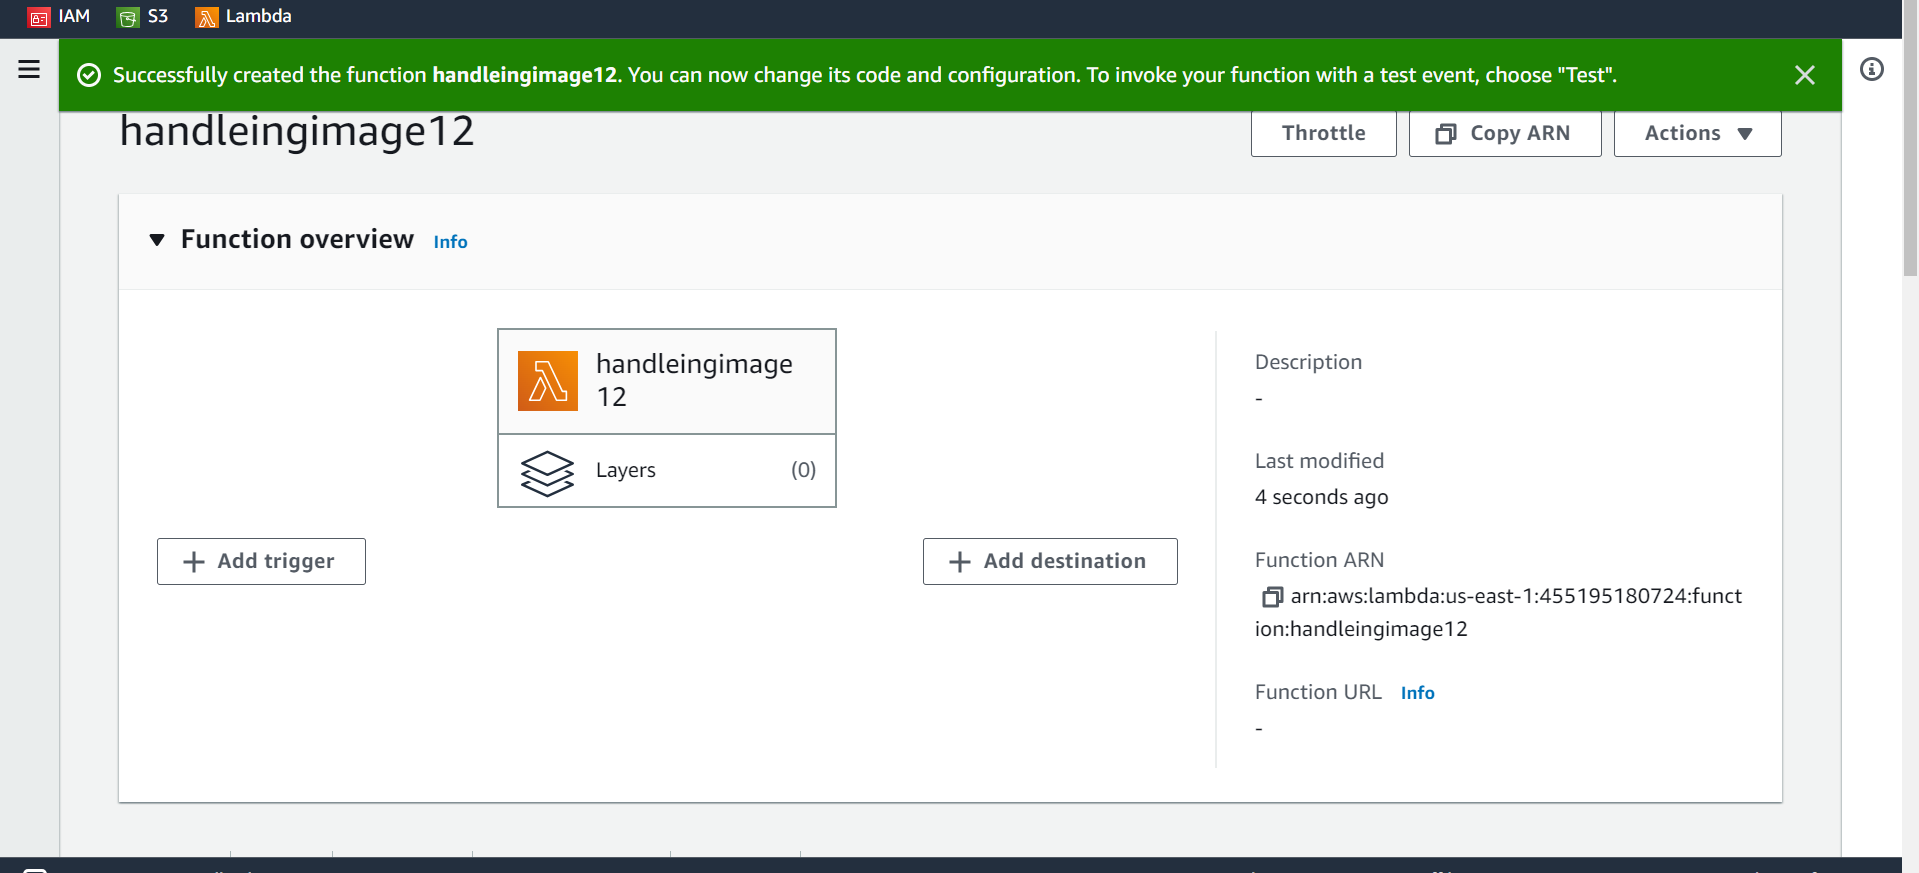 IAM S3 Lambda
Successfully created the function handleingimage12. You can now change its code and configuration. To invoke your function with a test event, choose "Test".
handleingimage12
Throttle Copy ARN Actions
Function overview Info
handleingimage
12
Layers (0)
Add trigger
Add destination
Description
-
Last modified
4 seconds ago
Function ARN
arn:aws:lambda:us-east-1:455195180724:funct
ion:handleingimage12
Function URL Info
-